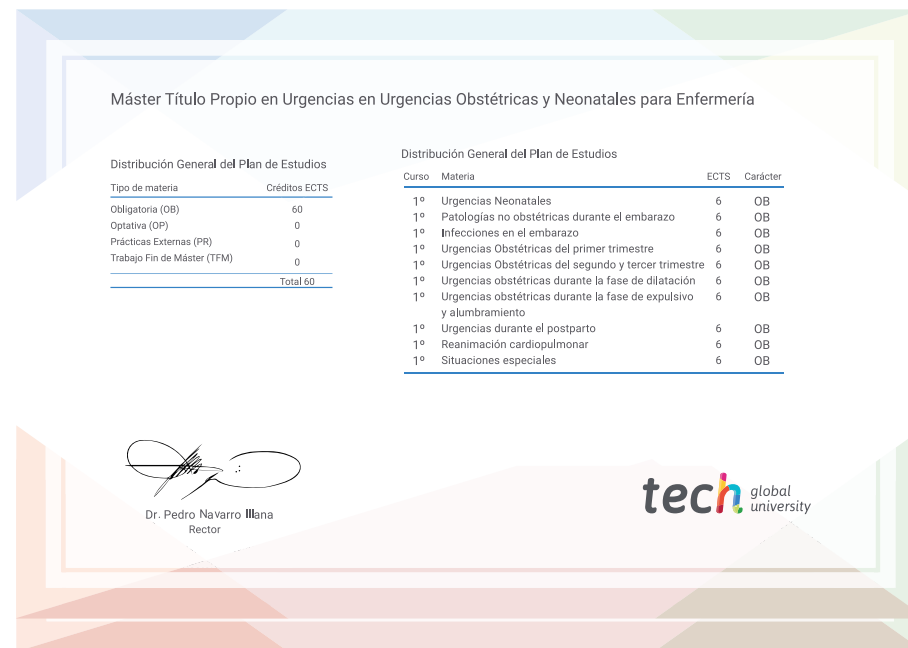 Máster Título Propio en Urgencias en Urgencias Obstétricas y Neonatales para Enfermería
Distribución General del Plan de Estudios
Tipo de materia Créditos ECTS
Obligatoria (OB) 60
Optativa (OP) 0
Prácticas Externas (PR) 0
Trabajo Fin de Máster (TFM) 0
Total 60
Distribución General del Plan de Estudios
Curso Materia ECTS Carácter
1º Urgencias Neonatales 6 OB
1º Patologías no obstétricas durante el embarazo 6 OB
1º Infecciones en el embarazo 6 OB
1º Urgencias Obstétricas del primer trimestre 6 OB
1º Urgencias Obstétricas del segundo y tercer trimestre 6 OB
1º Urgencias obstétricas durante la fase de dilatación 6 OB
1º Urgencias obstétricas durante la fase de expulsivo 6 OB
y alumbramiento
1º Urgencias durante el postparto 6 OB
1º Reanimación cardiopulmonar 6 OB
1º Situaciones especiales 6 OB
Dr. Pedro Navarro Illana
Rector
tech global
university